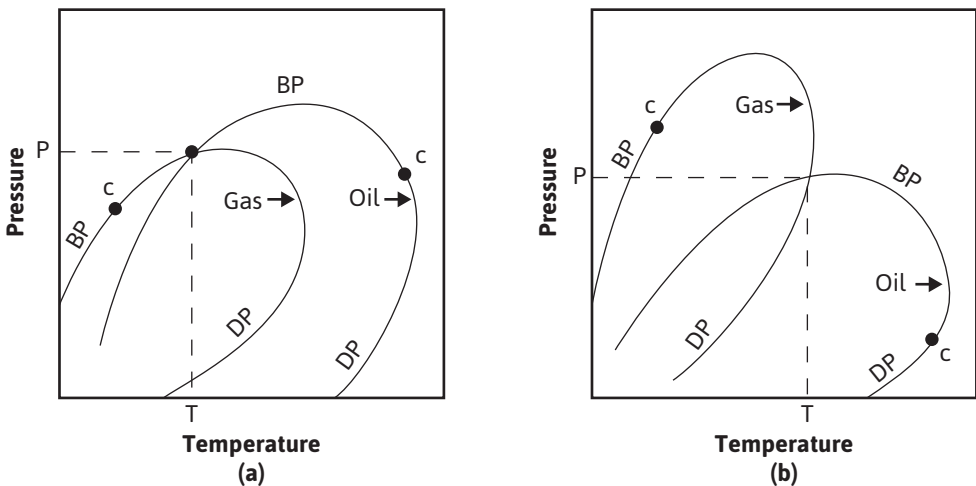 BP
c
P
c
Gas
Oil
BP
DP
DP
T
Pressure
Temperature
(a)
c
Gas
BP
P
BP
Oil
DP
DP
c
T
Pressure
Temperature
(b)